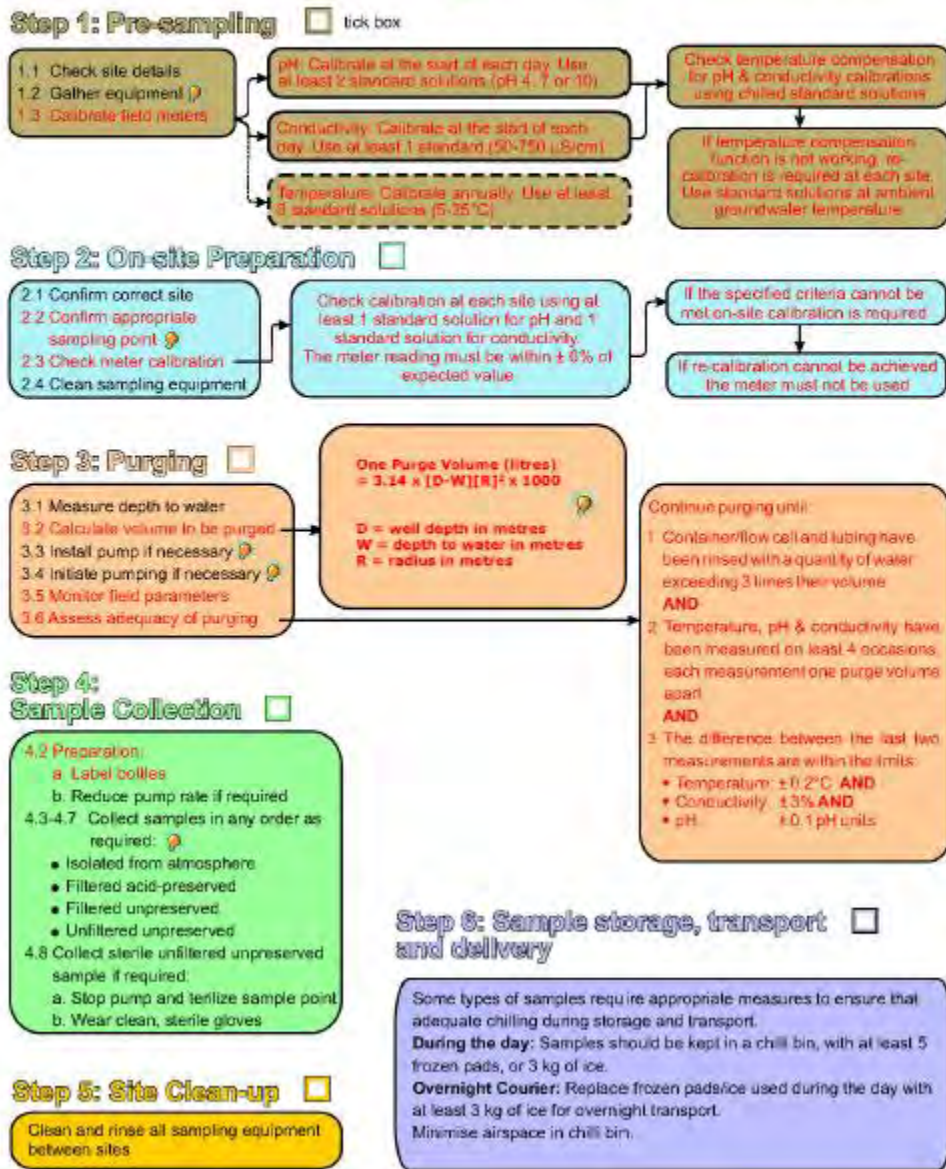 Step 1: Pre-sampling
tick box
1.1 Check site details
1.2 Gather equipment
1.3 Calibrate field meters
pH: Calibrate at the start of each day. Use
at least 2 standard solutions (pH 4, 7 or 10)
Conductivity: Calibrate at the start of each
day. Use at least 1 standard (50-750 µS/cm)
Temperature: Calibrate annually. Use at least
standard solutions (5-25°C)
Check temperature compensation
for pH & conductivity calibrations
using chilled standard solutions
If temperature compensation
function is not working, re-
calibration is required at each site.
Use standard solutions at ambient
groundwater temperature
Step 2: On-site Preparation
2.1 Confirm correct site
2.2 Confirm appropriate
sampling point
2.3 Check meter calibration
2.4 Clean sampling equipment
Check calibration at each site using at
least 1 standard solution for pH and 1
standard solution for conductivity.
The meter reading must be within ± % of
expected value
If the specified criteria cannot be
met on-site calibration is required
If re-calibration cannot be achieved
the meter must not be used
Step 3: Purging
3.1 Measure depth to water
3.2 Calculate volume to be purged
3.3 Install pump if necessary
3.4 Initiate pumping if necessary
3.5 Monitor field parameters
3.6 Assess adequacy of purging
One Purge Volume (litres)
= 3.14 x [D-W][R]² x 1000
D = well depth in metres
W = depth to water in metres
R = radius in metres
Continue purging until:
1 Container/flow cell and tubing have
been rinsed with a quantity of water
exceeding 3 times their volume
AND
2 Temperature, pH & conductivity have
been measured on least 4 occasions,
each measurement one purge volume
apart
AND
3 The difference between the last two
measurements are within the limits:
• Temperature: ±0.2°C AND
• Conductivity: ±3% AND
• pH: ±0.1 pH units
Step 4:
Sample Collection
4.2 Preparation:
a. Label bottles
b. Reduce pump rate if required
4.3-4.7 Collect samples in any order as
required:
• Isolated from atmosphere
• Filtered acid-preserved
• Filtered unpreserved
• Unfiltered unpreserved
4.8 Collect sterile unfiltered unpreserved
sample if required:
a. Stop pump and terilize sample point
b. Wear clean, sterile gloves
Step 5: Site Clean-up
Clean and rinse all sampling equipment
between sites
Step 6: Sample storage, transport
and delivery
Some types of samples require appropriate measures to ensure that
adequate chilling during storage and transport.
During the day: Samples should be kept in a chilli bin, with at least 5
frozen pads, or 3 kg of ice.
Overnight Courier: Replace frozen pads/ice used during the day with
at least 3 kg of ice for overnight transport.
Minimise airspace in chilli bin.